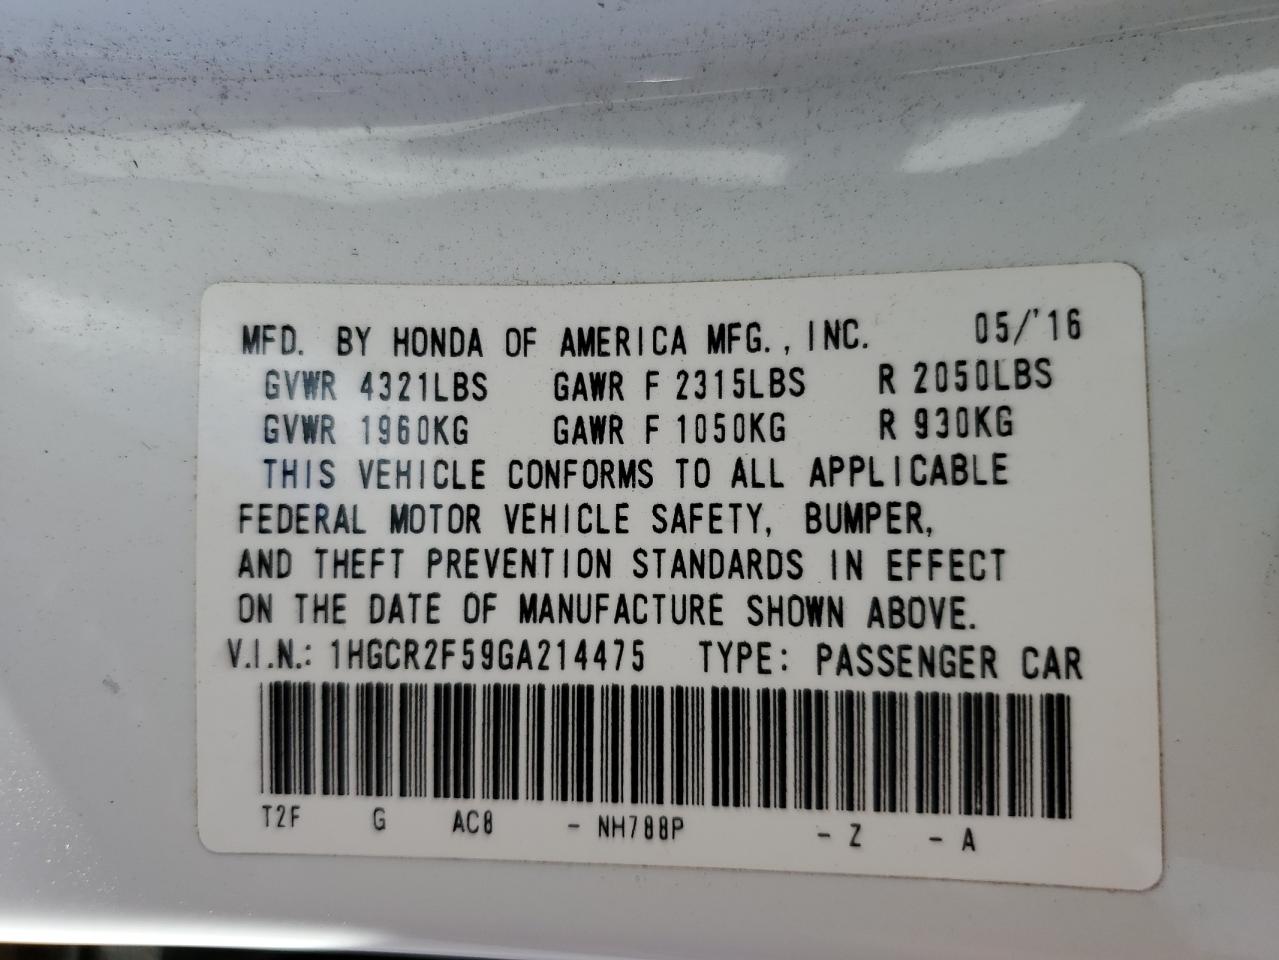 MFD. BY HONDA OF AMERICA MFG., INC. 05/'16
GVWR 4321LBS GAWR F 2315LBS R 2050LBS
GVWR 1960KG GAWR F 1050KG R 930KG
THIS VEHICLE CONFORMS TO ALL APPLICABLE
FEDERAL MOTOR VEHICLE SAFETY, BUMPER,
AND THEFT PREVENTION STANDARDS IN EFFECT
ON THE DATE OF MANUFACTURE SHOWN ABOVE.
V.I.N.: 1HGCR2F59GA214475 TYPE: PASSENGER CAR
T2F G AC8 - NH788P - Z - A